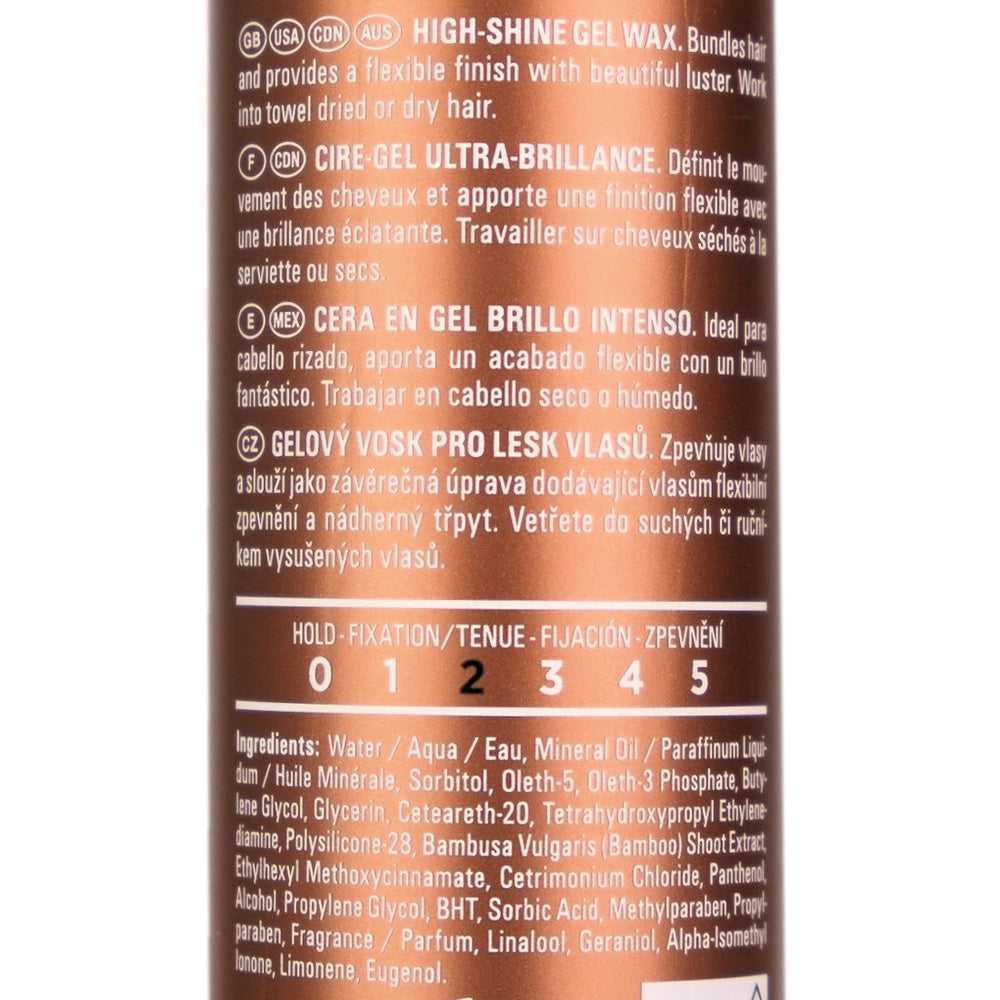 GB USA CDN AUS HIGH-SHINE GEL WAX. Bundles hair
and provides a flexible finish with beautiful luster. Work
into towel dried or dry hair.
F CDN CIRE-GEL ULTRA-BRILLANCE. Définit le mou-
vement des cheveux et apporte une finition flexible avec
une brillance éclatante. Travailler sur cheveux séchés à la
serviette ou secs.
E MEX CERA EN GEL BRILLO INTENSO. Ideal para
cabello rizado, aporta un acabado flexible con un brillo
fantástico. Trabajar en cabello seco o húmedo.
CZ GELOVÝ VOSK PRO LESK VLASŮ. Zpevňuje vlasy
a slouží jako závěrečná úprava dodávající vlasům flexibilní
zpevnění a nádherný třpyt. Vetřete do suchých či ruční-
kem vysušených vlasů.
HOLD - FIXATION/TENUE - FIJACIÓN - ZPEVNĚNÍ
0 1 2 3 4 5
Ingredients: Water / Aqua / Eau, Mineral Oil / Paraffinum Liqui-
dum / Huile Minérale, Sorbitol, Oleth-5, Oleth-3 Phosphate, Buty-
lene Glycol, Glycerin, Ceteareth-20, Tetrahydroxypropyl Ethylene-
diamine, Polysilicone-28, Bambusa Vulgaris (Bamboo) Shoot Extract,
Ethylhexyl Methoxycinnamate, Cetrimonium Chloride, Panthenol,
Alcohol, Propylene Glycol, BHT, Sorbic Acid, Methylparaben, Propyl-
paraben, Fragrance / Parfum, Linalool, Geraniol, Alpha-Isomethyl
Ionone, Limonene, Eugenol.